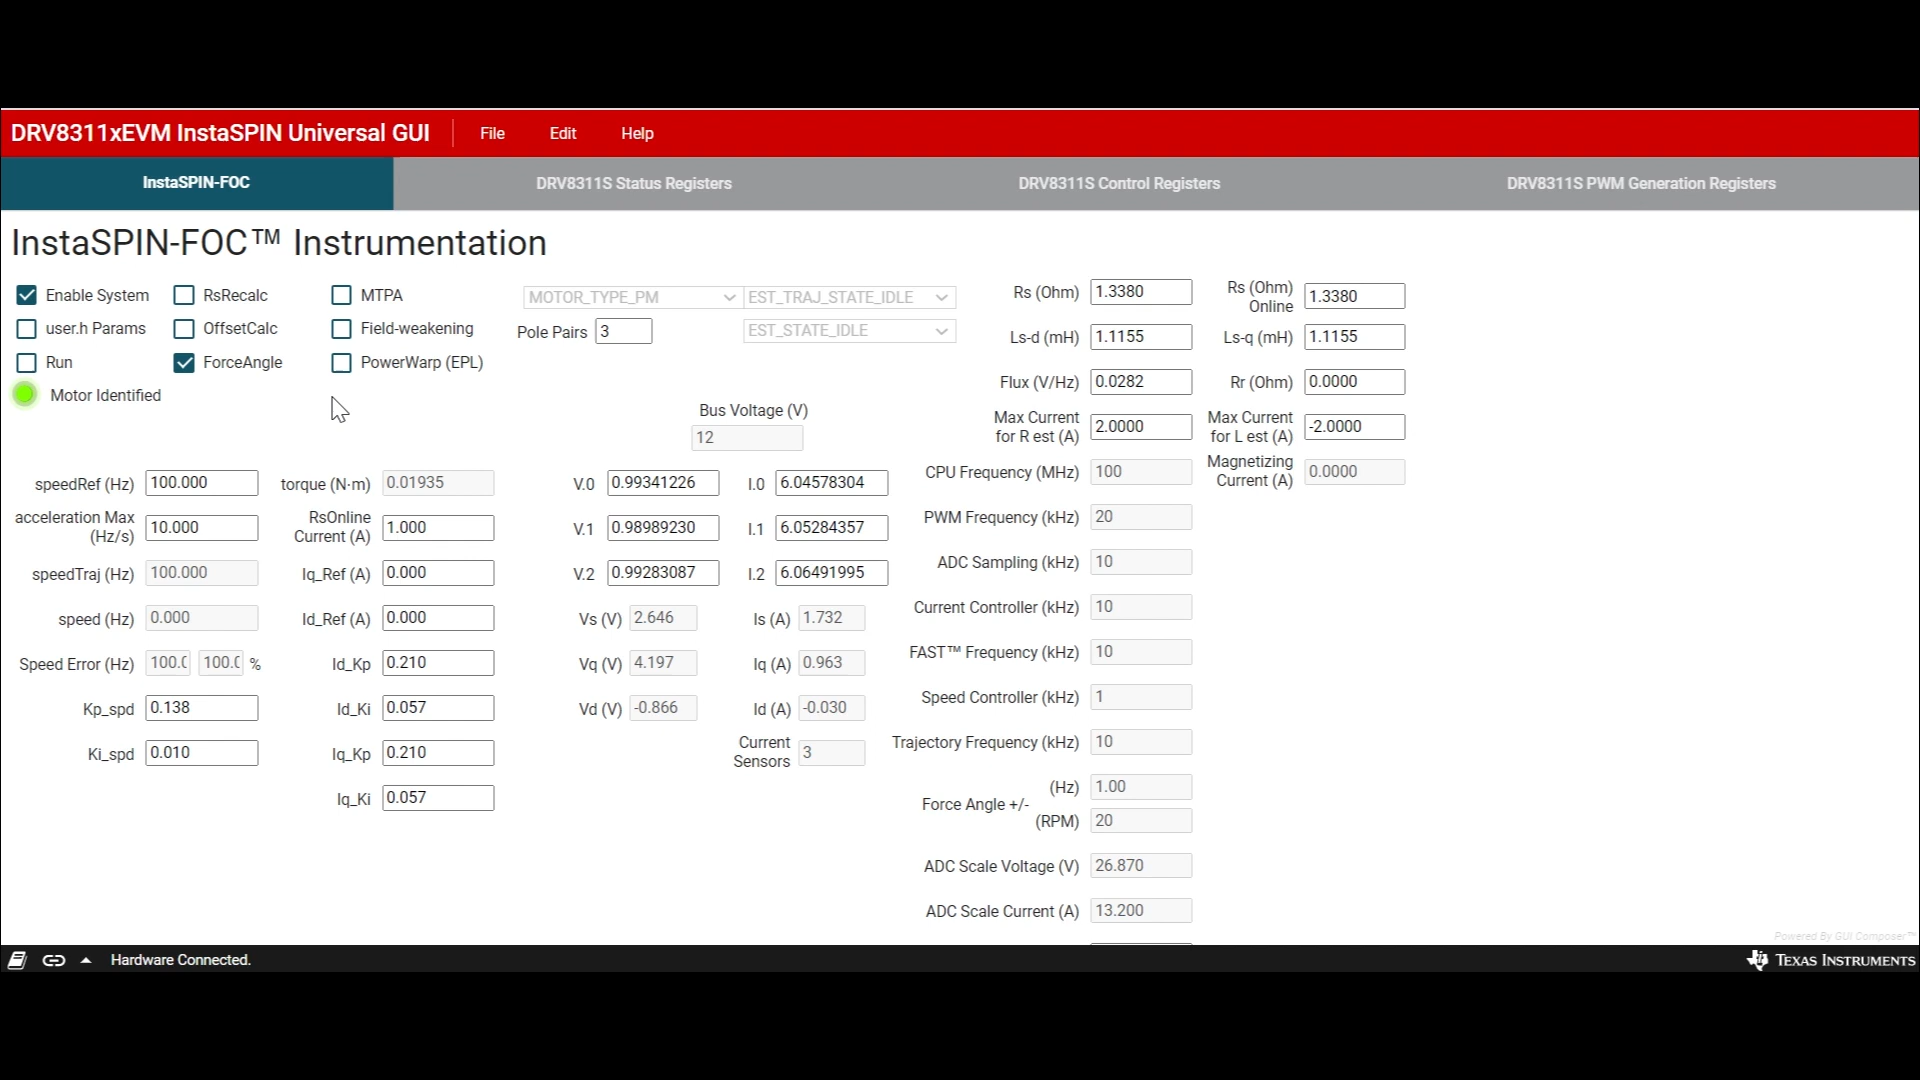 DRV8311xEVM InstaSPIN Universal GUI File Edit Help
InstaSPIN-FOC DRV8311S Status Registers DRV8311S Control Registers DRV8311S PWM Generation Registers
InstaSPIN-FOC™ Instrumentation
Enable System RsRecalc MTPA
user.h Params OffsetCalc Field-weakening
Run ForceAngle PowerWarp (EPL)
Motor Identified
MOTOR_TYPE_PM EST_TRAJ_STATE_IDLE
Pole Pairs 3 EST_STATE_IDLE
Bus Voltage (V)
12
speedRef (Hz) 100.000
acceleration Max
(Hz/s) 10.000
speedTraj (Hz) 100.000
speed (Hz) 0.000
Speed Error (Hz) 100.0 100.0 %
Kp_spd 0.138
Ki_spd 0.010
torque (N·m) 0.01935
RsOnline
Current (A) 1.000
Iq_Ref (A) 0.000
Id_Ref (A) 0.000
Id_Kp 0.210
Id_Ki 0.057
Iq_Kp 0.210
Iq_Ki 0.057
V.0 0.99341226 I.0 6.04578304
V.1 0.98989230 I.1 6.05284357
V.2 0.99283087 I.2 6.06491995
Vs (V) 2.646 Is (A) 1.732
Vq (V) 4.197 Iq (A) 0.963
Vd (V) -0.866 Id (A) -0.030
Current
Sensors 3
Rs (Ohm) 1.3380 Rs (Ohm)
Online 1.3380
Ls-d (mH) 1.1155 Ls-q (mH) 1.1155
Flux (V/Hz) 0.0282 Rr (Ohm) 0.0000
Max Current
for R est (A) 2.0000 Max Current
for L est (A) -2.0000
CPU Frequency (MHz) 100 Magnetizing
Current (A) 0.0000
PWM Frequency (kHz) 20
ADC Sampling (kHz) 10
Current Controller (kHz) 10
FAST™ Frequency (kHz) 10
Speed Controller (kHz) 1
Trajectory Frequency (kHz) 10
Force Angle +/- (Hz) 1.00
(RPM) 20
ADC Scale Voltage (V) 26.870
ADC Scale Current (A) 13.200
Powered By GUI Composer™
Hardware Connected. TEXAS INSTRUMENTS